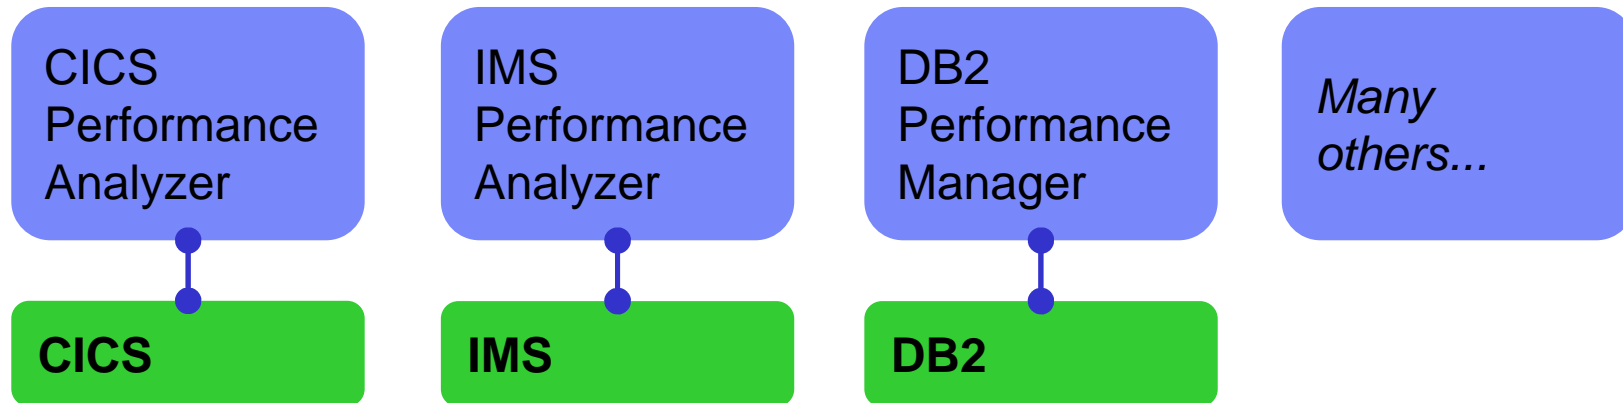 CICS
Performance
Analyzer
IMS
Performance
Analyzer
DB2
Performance
Manager
Many
others...
CICS
IMS
DB2